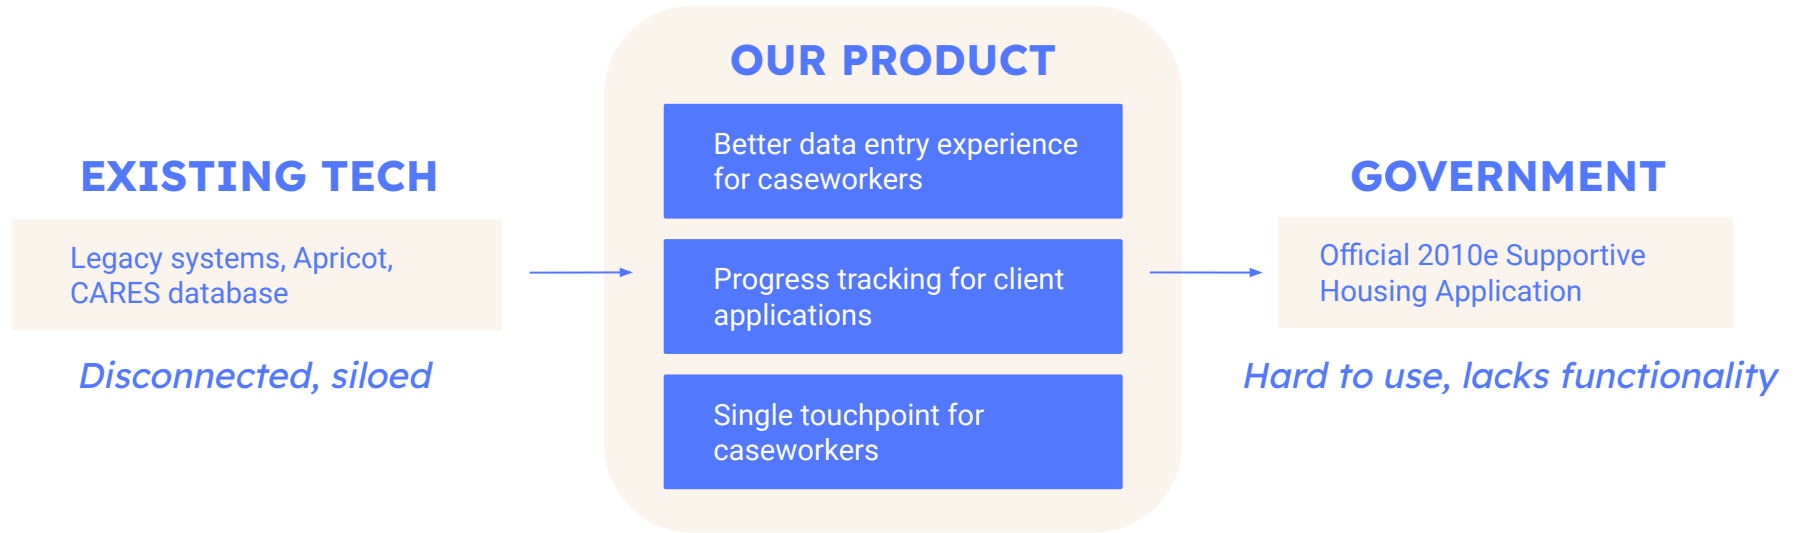 EXISTING TECH
Legacy systems, Apricot,
CARES database
Disconnected, siloed
OUR PRODUCT
Better data entry experience
for caseworkers
Progress tracking for client
applications
Single touchpoint for
caseworkers
GOVERNMENT
Official 2010e Supportive
Housing Application
Hard to use, lacks functionality